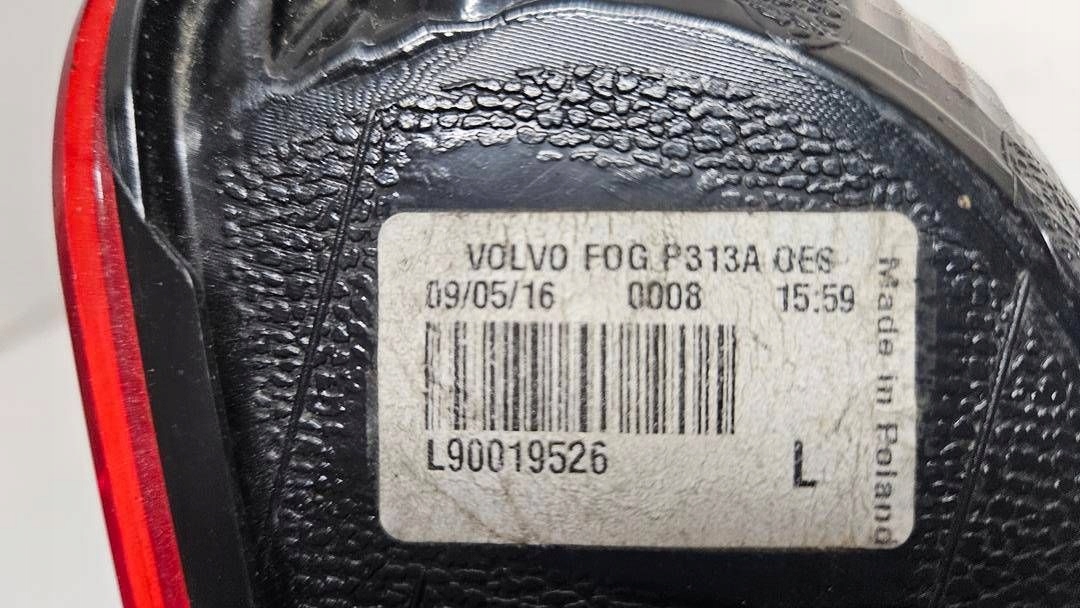 VOLVO FOG P313A OES
09/05/16 0008 15:59
L90019526
L
Made in Poland